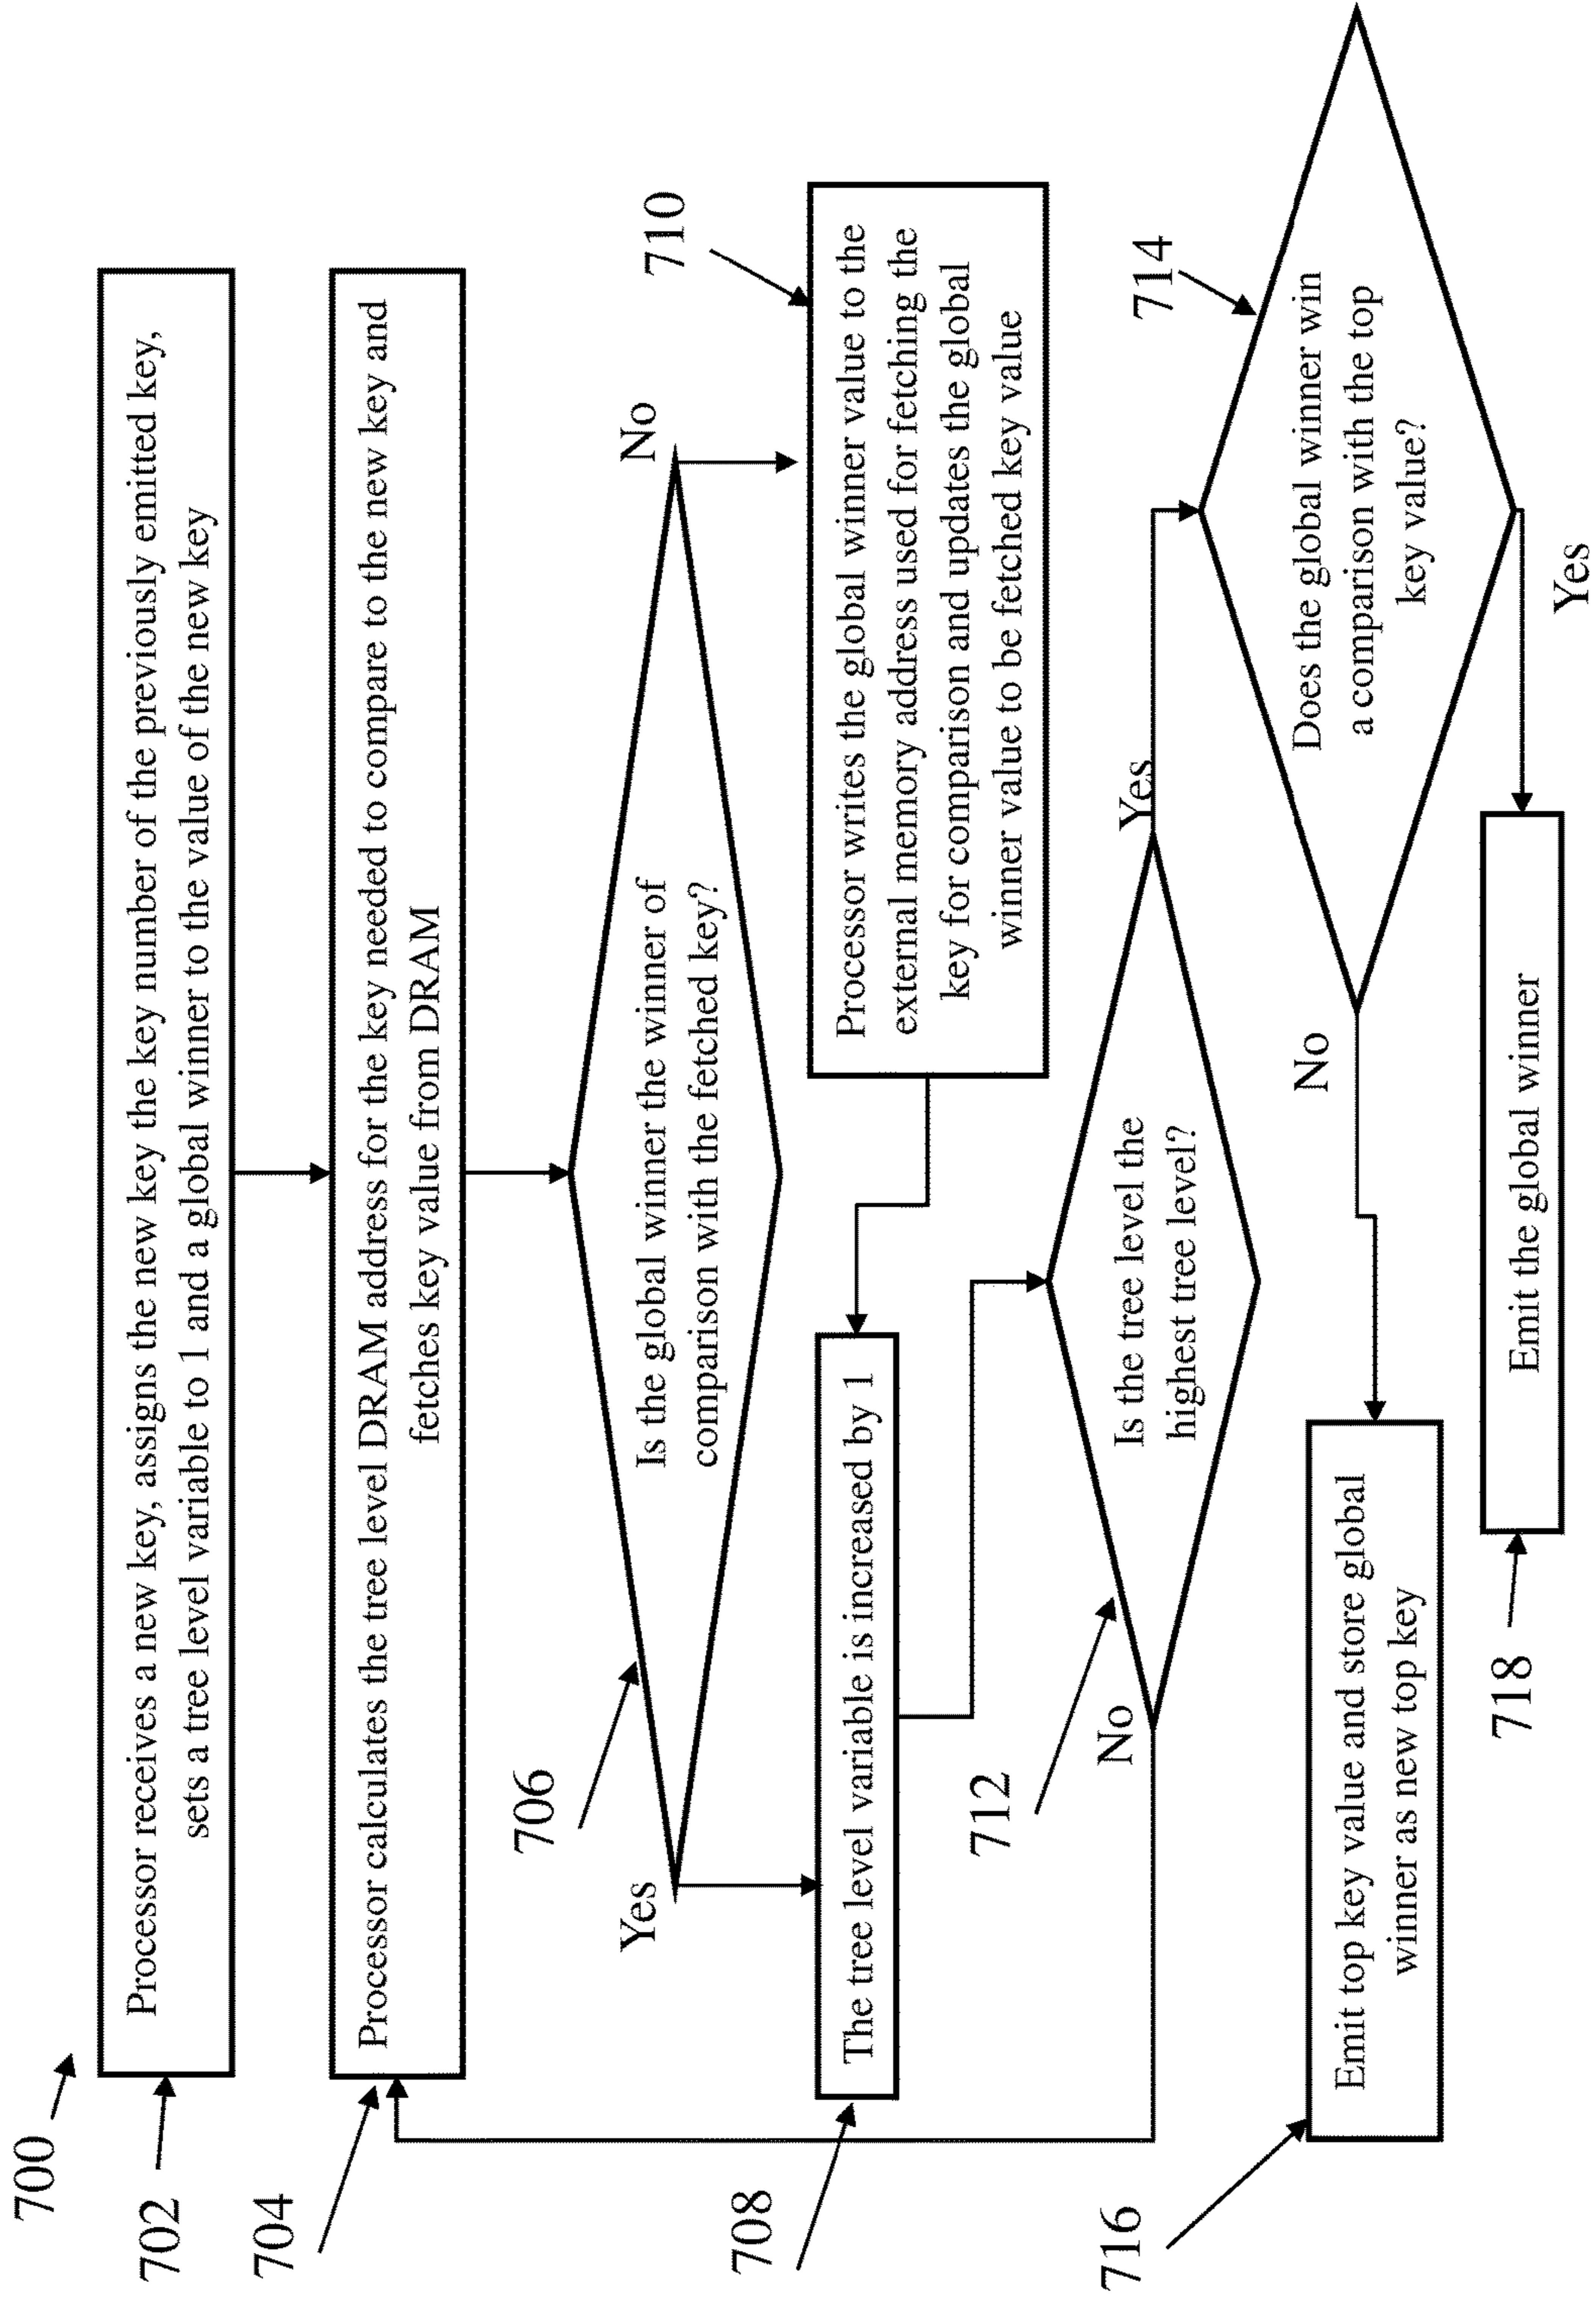 700
702
Processor receives a new key, assigns the new key the key number of the previously emitted key,
sets a tree level variable to 1 and a global winner to the value of the new key
704
Processor calculates the tree level DRAM address for the key needed to compare to the new key and
fetches key value from DRAM
706
Is the global winner the winner of
comparison with the fetched key?
Yes
No
708
The tree level variable is increased by 1
710
Processor writes the global winner value to the
external memory address used for fetching the
key for comparison and updates the global
winner value to be fetched key value
712
Is the tree level the
highest tree level?
No
Yes
714
Does the global winner win
a comparison with the top
key value?
No
Yes
716
Emit top key value and store global
winner as new top key
718
Emit the global winner